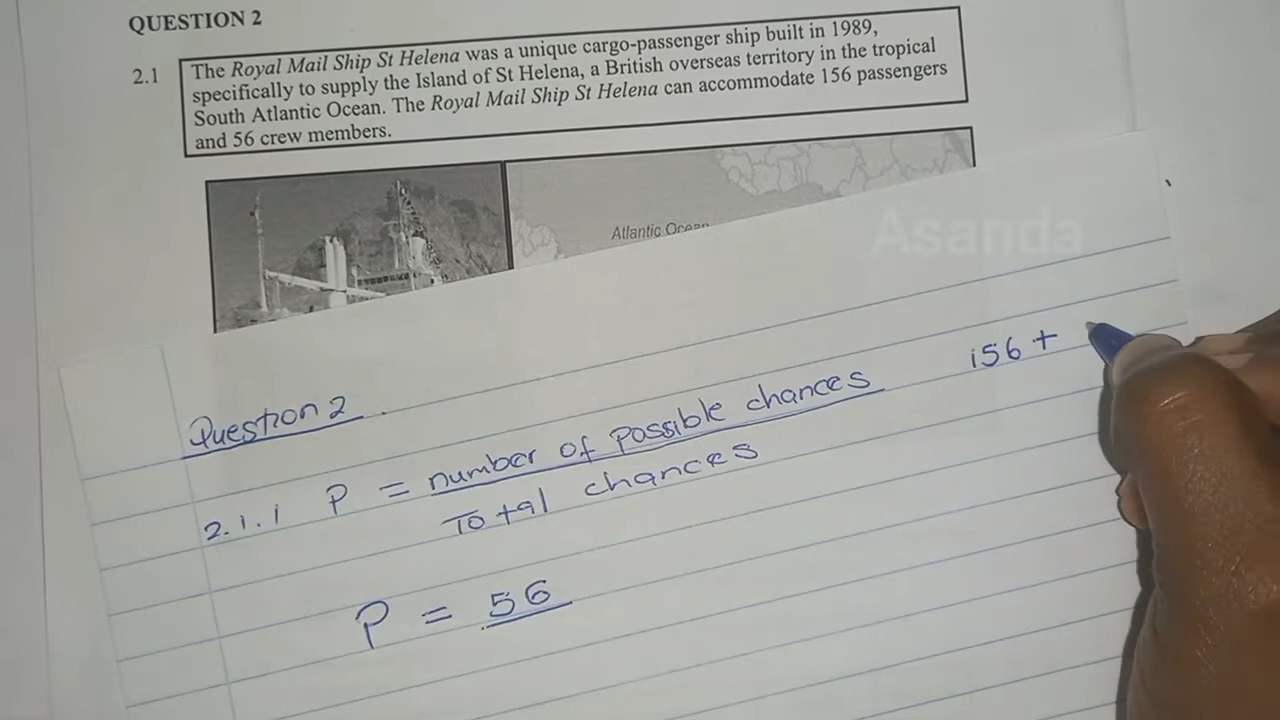 QUESTION 2
2.1
The Royal Mail Ship St Helena was a unique cargo-passenger ship built in 1989,
specifically to supply the Island of St Helena, a British overseas territory in the tropical
South Atlantic Ocean. The Royal Mail Ship St Helena can accommodate 156 passengers
and 56 crew members.
Atlantic Ocean
Asanda
Question 2.
156 +
2.1.1 P = number of possible chances
Total chances
P = 56